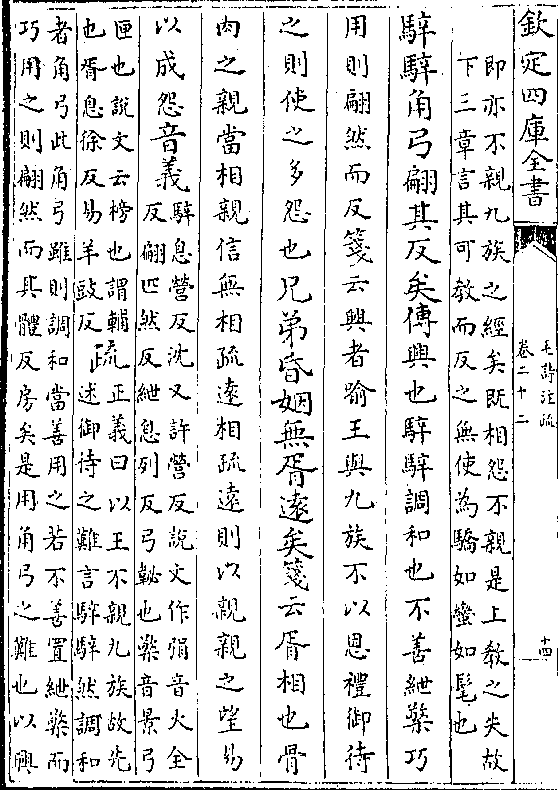 欽定四庫全書
毛詩注疏
卷二十二
十四
即亦不親九族之經矣既相怨不親是上教之失故
下三章言其可教而反之無使為驕如蠻如髦也
騂騂角弓翩其反矣傳興也騂騂調和也不善紲檠巧
用則翩然而反箋云興者喻王與九族不以恩禮御待
之則使之多怨也兄弟昏姻無胥遠矣箋云胥相也骨
肉之親當相親信無相疏遠相疏遠則以親親之望易
以成怨音義
騂息營反沈又許營反說文作弲音火全
反翩匹然反紲息列反弓䪐也檠音景弓
匣也說文云榜也謂輔
也胥息徐反易羊豉反
疏
正義曰以王不親九族故先
述御待之難言騂騂然調和
者角弓此角弓雖則調和當善用之若不善置紲檠而
巧用之則翩然而其體反房矣是用角弓之難也以興